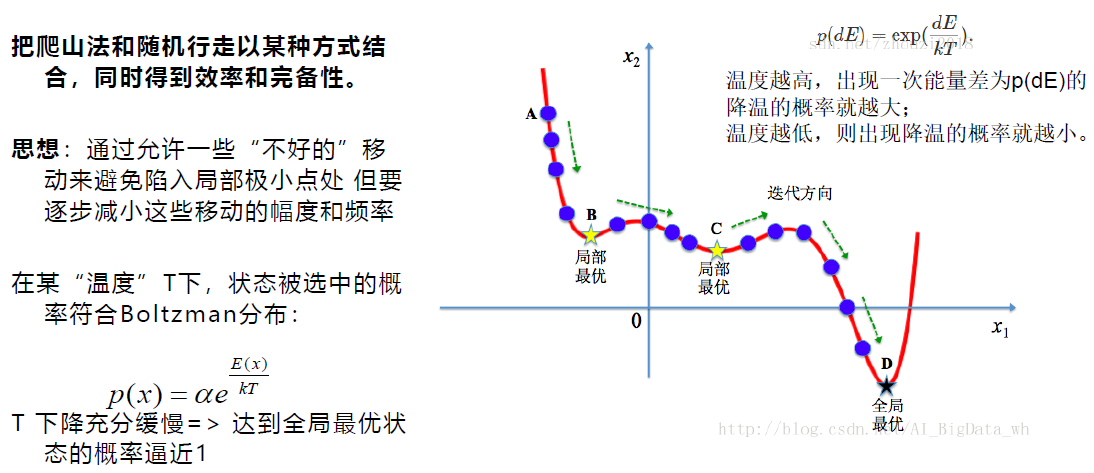 把爬山法和随机行走以某种方式结
合，同时得到效率和完备性。
思想：通过允许一些“不好的”移
动来避免陷入局部极小点处 但要
逐步减小这些移动的幅度和频率
在某“温度”T下，状态被选中的概
率符合Boltzman分布：
p(x) = αe^{E(x)/kT}
T 下降充分缓慢=> 达到全局最优状
态的概率逼近1
p(dE) = exp(dE/kT).
温度越高，出现一次能量差为p(dE)的
降温的概率就越大；
温度越低，则出现降温的概率就越小。
x₂
A
B
局部
最优
C
局部
最优
迭代方向
0
x₁
D
全局
最优
http://blog.csdn.net/AI_BigData_wh